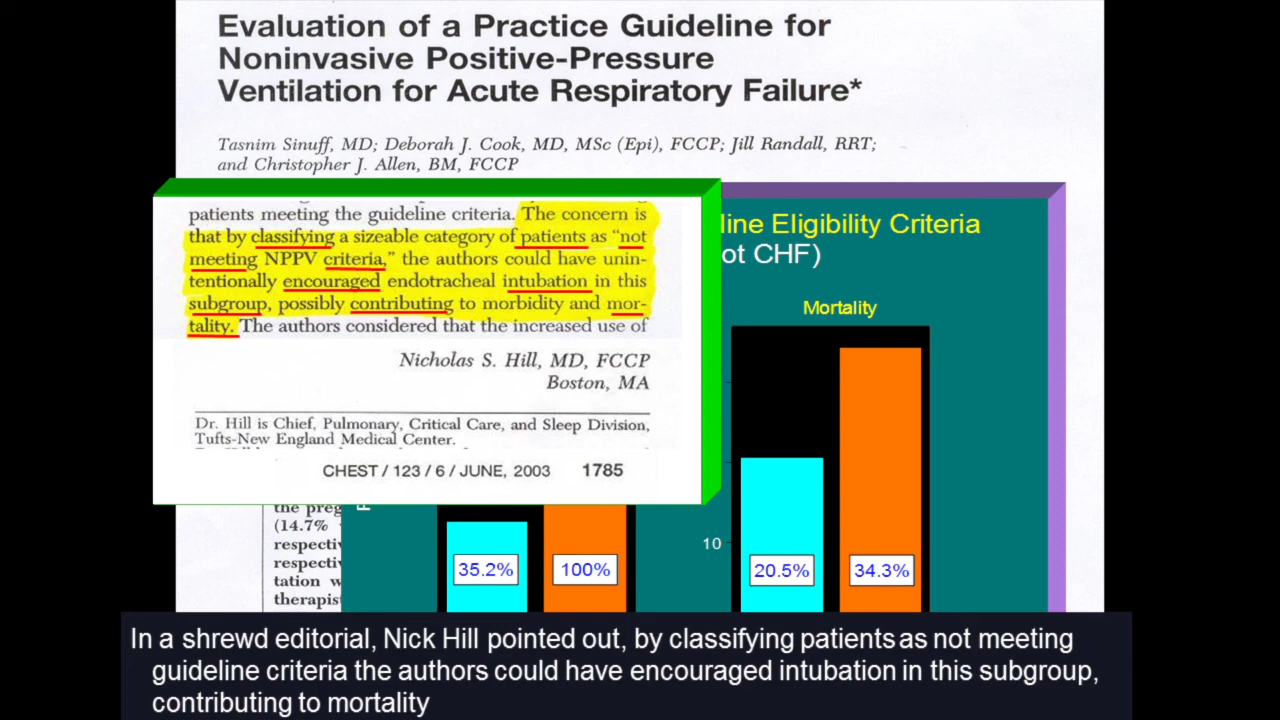 Evaluation of a Practice Guideline for
Noninvasive Positive-Pressure
Ventilation for Acute Respiratory Failure*
Tasnim Sinuff, MD; Deborah J. Cook, MD, MSc (Epi), FCCP; Jill Randall, RRT;
and Christopher J. Allen, BM, FCCP
patients meeting the guideline criteria. The concern is
that by classifying a sizeable category of patients as “not
meeting NPPV criteria,” the authors could have unin-
tentionally encouraged endotracheal intubation in this
subgroup, possibly contributing to morbidity and mor-
tality. The authors considered that the increased use of
Nicholas S. Hill, MD, FCCP
Boston, MA
Dr. Hill is Chief, Pulmonary, Critical Care, and Sleep Division,
Tufts-New England Medical Center.
CHEST / 123 / 6 / JUNE, 2003 1785
line Eligibility Criteria
ot CHF)
Mortality
10
35.2% 100% 20.5% 34.3%
the preg
(14.7%
respectiv
respectiv
tation w
therapist
In a shrewd editorial, Nick Hill pointed out, by classifying patients as not meeting
guideline criteria the authors could have encouraged intubation in this subgroup,
contributing to mortality